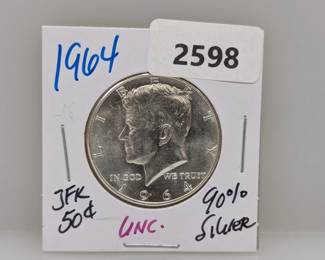 1964
2598
LIBERTY
IN GOD WE TRUST
1964
JFK
50¢
UNC.
90%
Silver